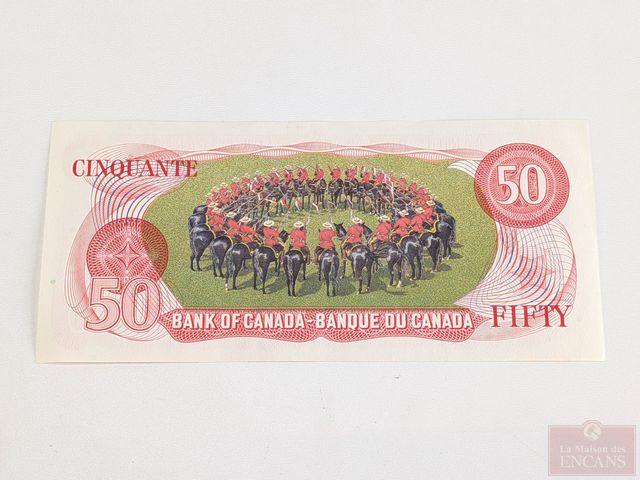 CINQUANTE
50
50
BANK OF CANADA-BANQUE DU CANADA
FIFTY
La Maison des
ENCANS